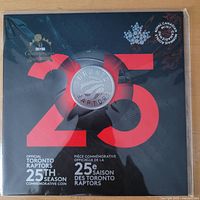 25
RAPTORS
OFFICIAL
TORONTO
RAPTORS
25TH
SEASON
COMMEMORATIVE COIN
PIÈCE COMMÉMORATIVE
OFFICIELLE DE LA
25e SAISON
DES TORONTO
RAPTORS